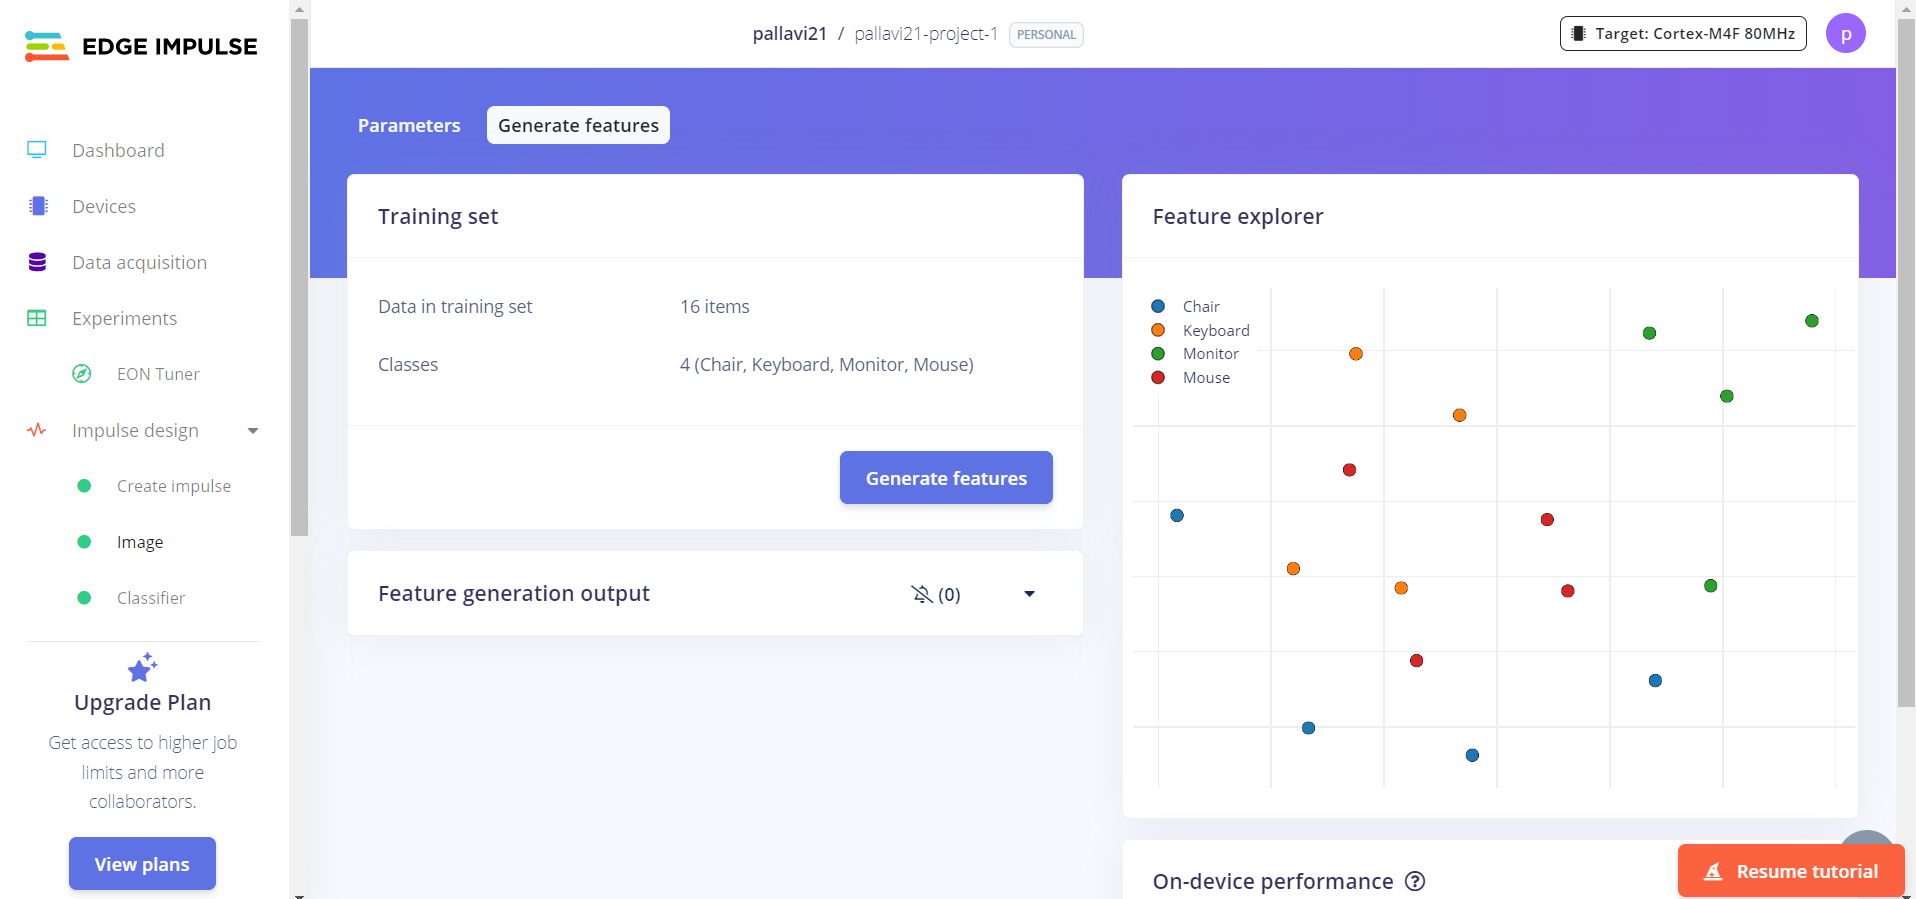 EDGE IMPULSE
pallavi21 / pallavi21-project-1 PERSONAL
Target: Cortex-M4F 80MHz
p
Dashboard
Devices
Data acquisition
Experiments
EON Tuner
Impulse design
Create impulse
Image
Classifier
Upgrade Plan
Get access to higher job
limits and more
collaborators.
View plans
Parameters
Generate features
Training set
Data in training set 16 items
Classes 4 (Chair, Keyboard, Monitor, Mouse)
Generate features
Feature generation output (0)
Feature explorer
Chair
Keyboard
Monitor
Mouse
On-device performance ?
Resume tutorial